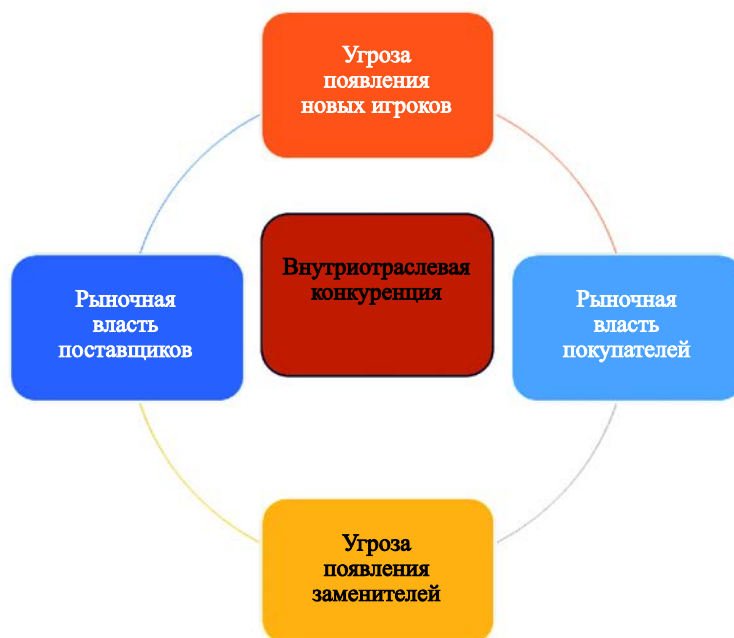 Угроза
появления
новых игроков
Внутриотраслевая
конкуренция
Рыночная
власть
поставщиков
Рыночная
власть
покупателей
Угроза
появления
заменителей